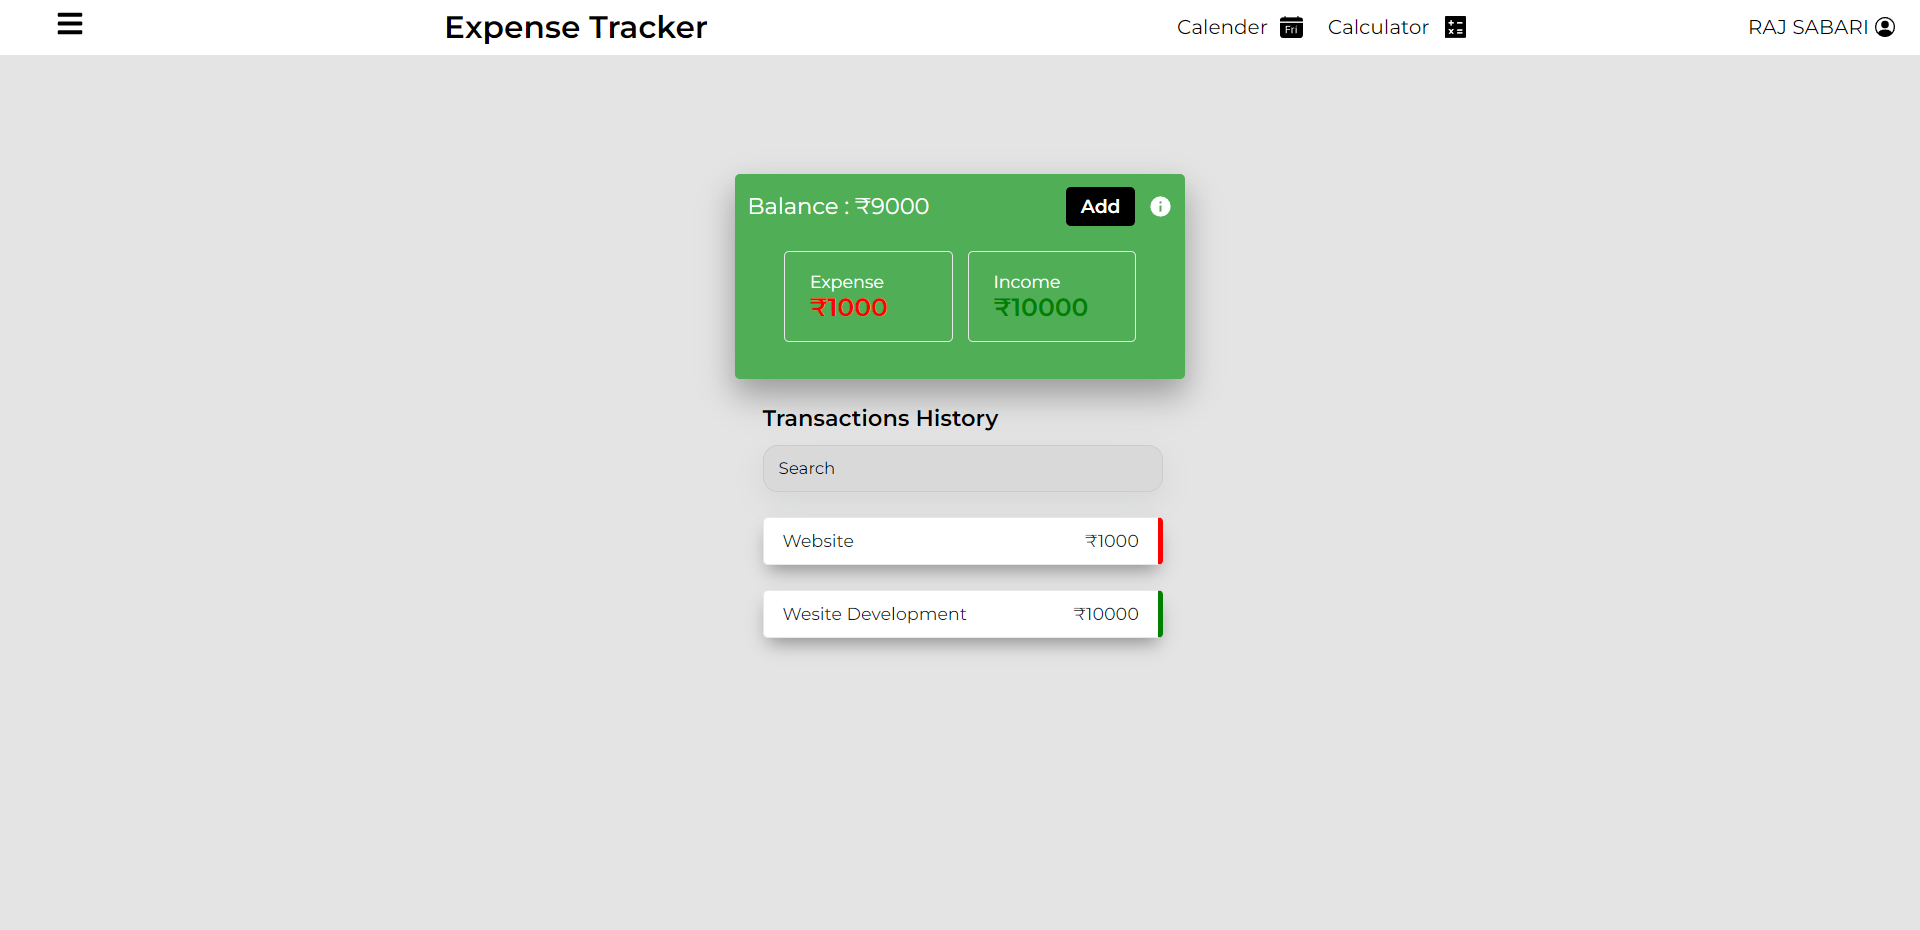 Expense Tracker
Calender Fri Calculator
RAJ SABARI
Balance : ₹9000
Add
Expense
₹1000
Income
₹10000
Transactions History
Search
Website ₹1000
Wesite Development ₹10000